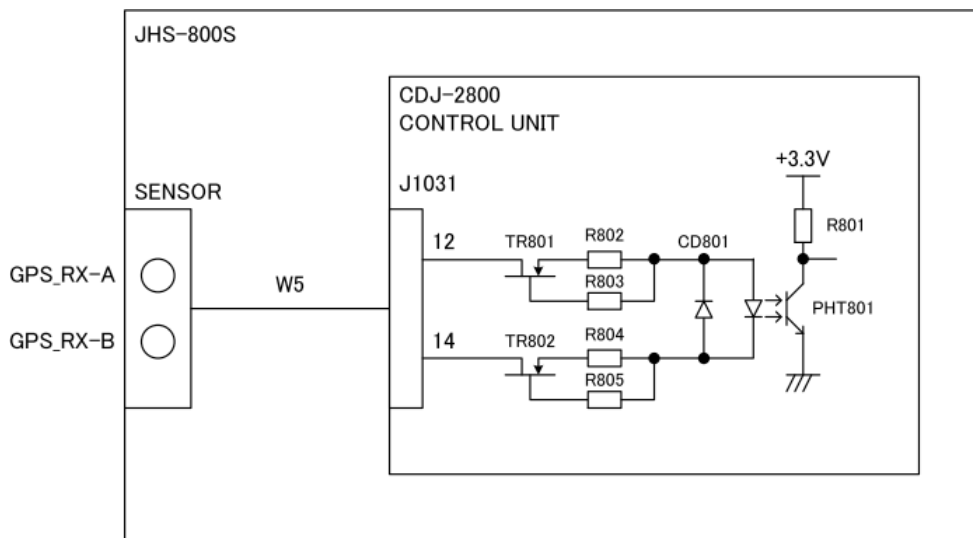 JHS-800S
CDJ-2800
CONTROL UNIT
+3.3V
SENSOR
J1031
R801
12
TR801
R802
CD801
GPS_RX-A
W5
R803
PHT801
GPS_RX-B
14
TR802
R804
R805